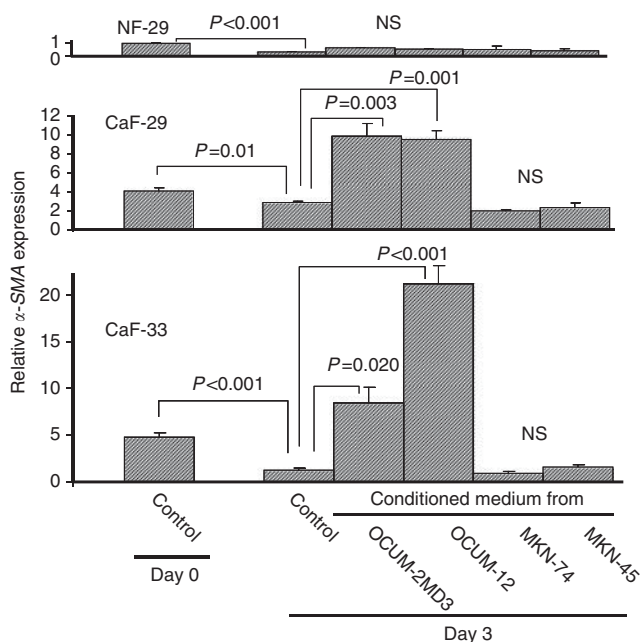 NF-29
P<0.001
NS
1
0
P=0.001
CaF-29
P=0.003
P=0.01
NS
12
10
8
6
4
2
0
Relative α-SMA expression
P<0.001
CaF-33
P=0.020
P<0.001
NS
20
15
10
5
0
Control
Control
Conditioned medium from
OCUM-2MD3
OCUM-12
MKN-74
MKN-45
Day 0
Day 3